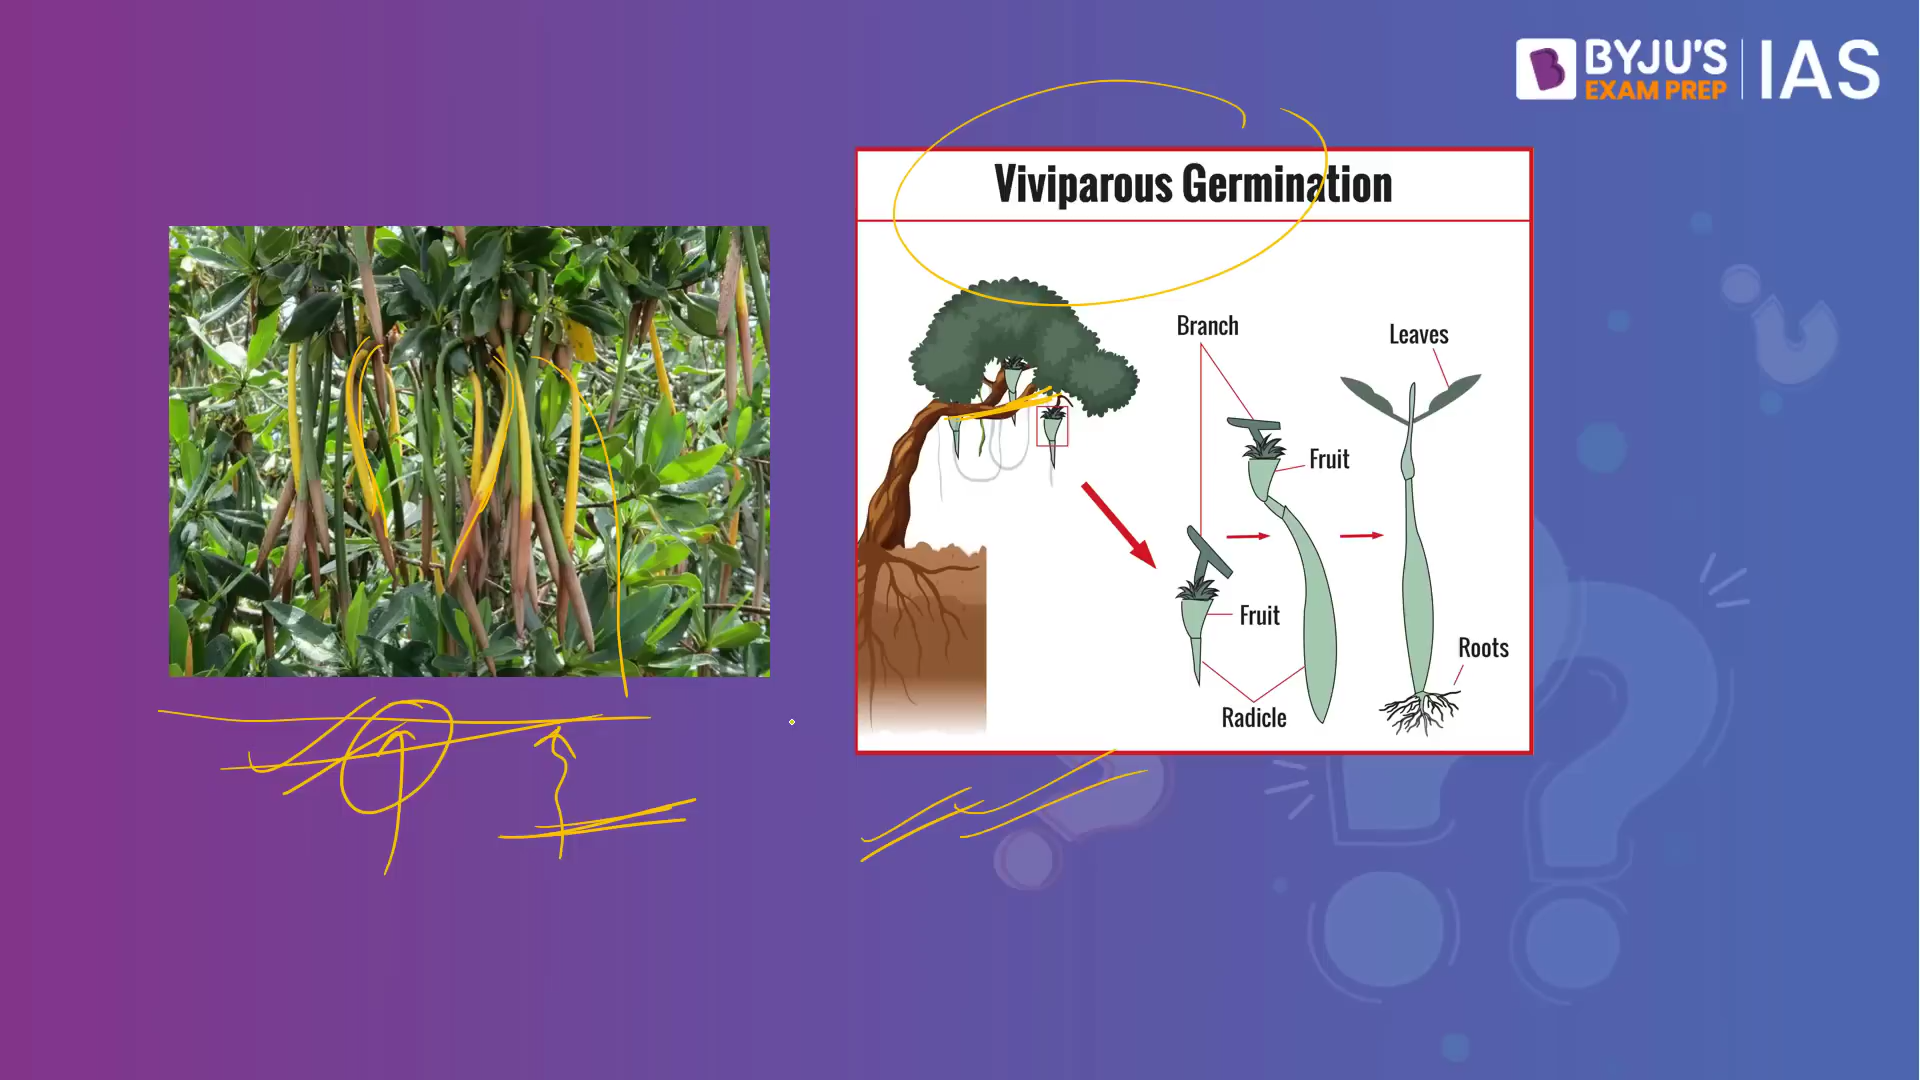 BYJU'S
EXAM PREP
IAS
Viviparous Germination
Branch
Leaves
Fruit
Fruit
Roots
Radicle